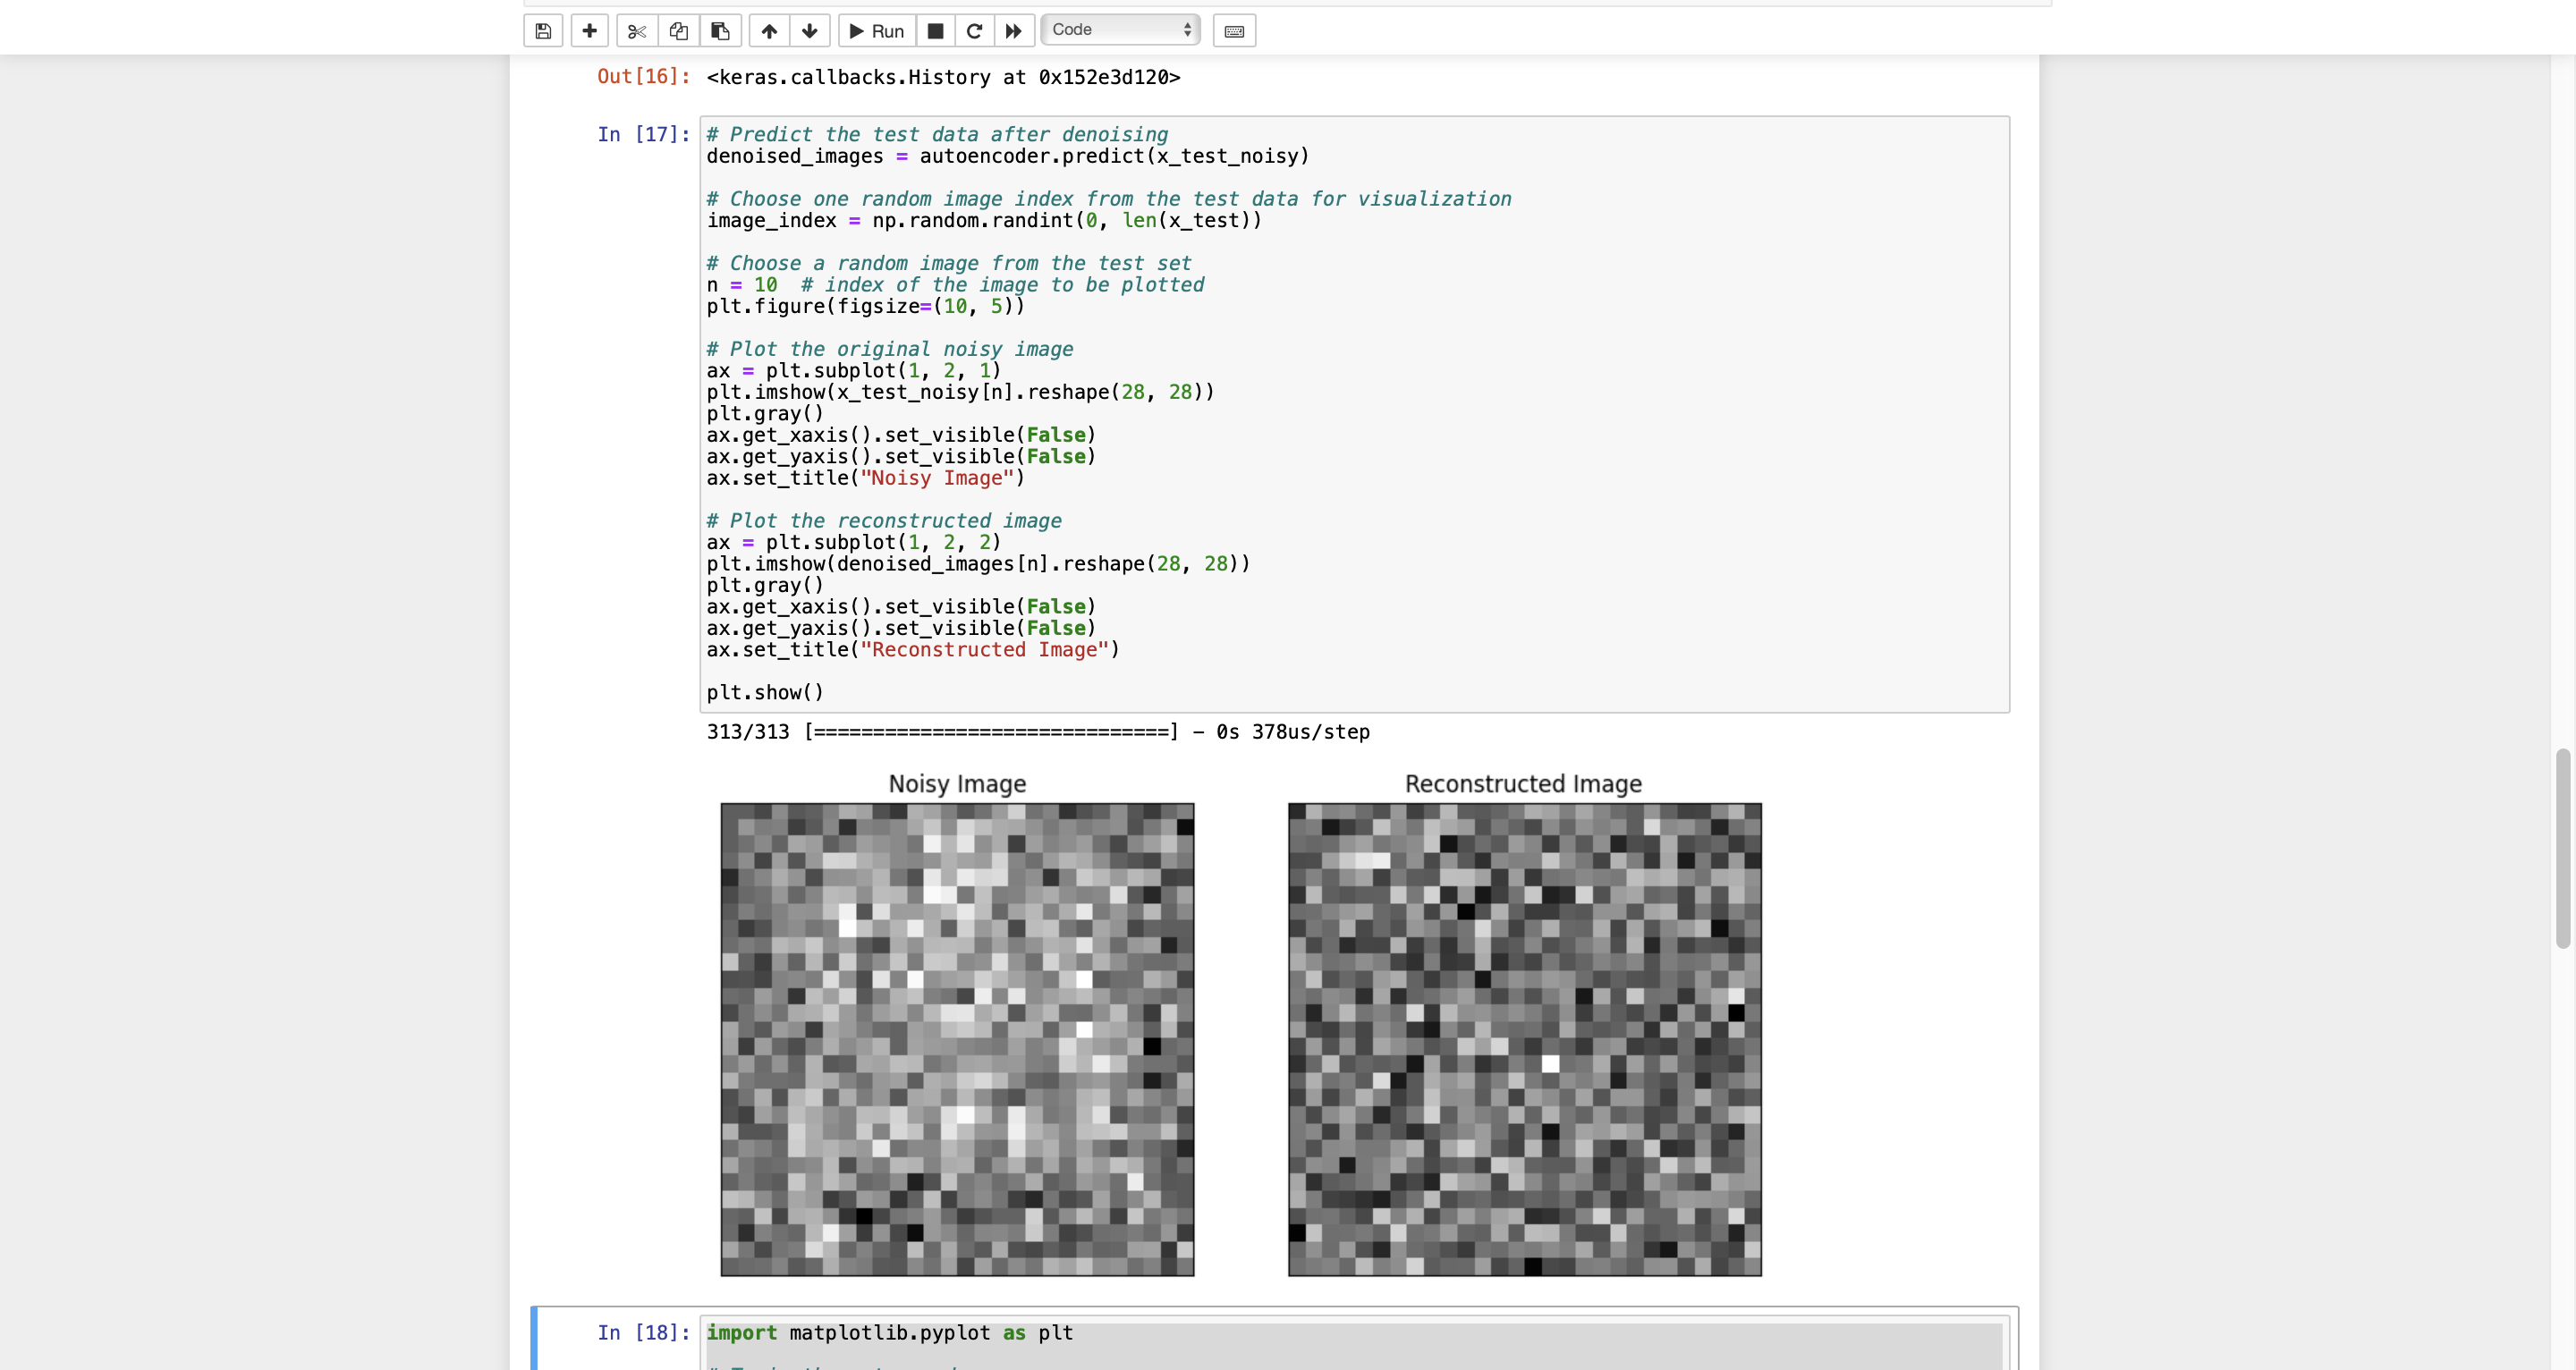 Run
Code
Out[16]: <keras.callbacks.History at 0x152e3d120>
In [17]: # Predict the test data after denoising
denoised_images = autoencoder.predict(x_test_noisy)
# Choose one random image index from the test data for visualization
image_index = np.random.randint(0, len(x_test))
# Choose a random image from the test set
n = 10  # index of the image to be plotted
plt.figure(figsize=(10, 5))
# Plot the original noisy image
ax = plt.subplot(1, 2, 1)
plt.imshow(x_test_noisy[n].reshape(28, 28))
plt.gray()
ax.get_xaxis().set_visible(False)
ax.get_yaxis().set_visible(False)
ax.set_title("Noisy Image")
# Plot the reconstructed image
ax = plt.subplot(1, 2, 2)
plt.imshow(denoised_images[n].reshape(28, 28))
plt.gray()
ax.get_xaxis().set_visible(False)
ax.get_yaxis().set_visible(False)
ax.set_title("Reconstructed Image")
plt.show()
313/313 [==============================] - 0s 378us/step
Noisy Image
Reconstructed Image
In [18]: import matplotlib.pyplot as plt